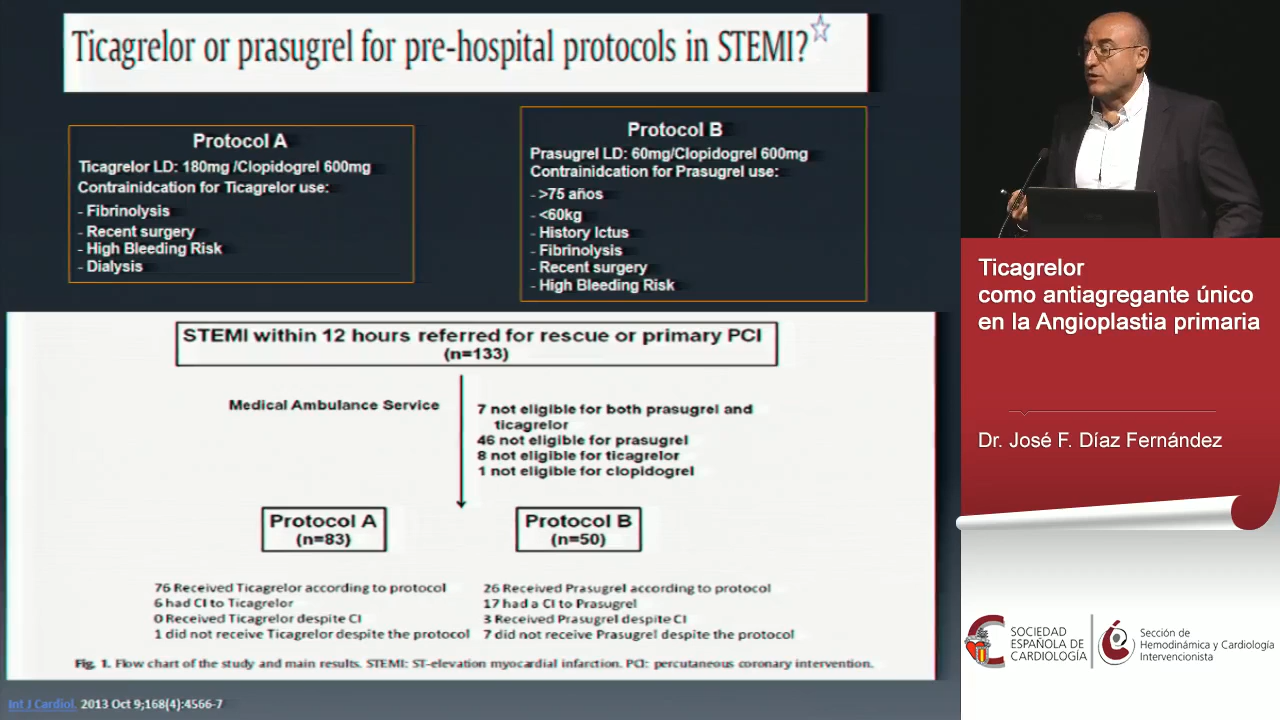 Ticagrelor or prasugrel for pre-hospital protocols in STEMI?☆
Protocol A
Ticagrelor LD: 180mg /Clopidogrel 600mg
Contrainidcation for Ticagrelor use:
- Fibrinolysis
- Recent surgery
- High Bleeding Risk
- Dialysis
Protocol B
Prasugrel LD: 60mg/Clopidogrel 600mg
Contrainidcation for Prasugrel use:
- >75 años
- <60kg
- History Ictus
- Fibrinolysis
- Recent surgery
- High Bleeding Risk
STEMI within 12 hours referred for rescue or primary PCI
(n=133)
Medical Ambulance Service
7 not eligible for both prasugrel and
ticagrelor
46 not eligible for prasugrel
8 not eligible for ticagrelor
1 not eligible for clopidogrel
Protocol A
(n=83)
Protocol B
(n=50)
76 Received Ticagrelor according to protocol
6 had CI to Ticagrelor
0 Received Ticagrelor despite CI
1 did not receive Ticagrelor despite the protocol
26 Received Prasugrel according to protocol
17 had a CI to Prasugrel
3 Received Prasugrel despite CI
7 did not receive Prasugrel despite the protocol
Fig. 1. Flow chart of the study and main results. STEMI: ST-elevation myocardial infarction. PCI: percutaneous coronary intervention.
Int J Cardiol. 2013 Oct 9;168(4):4566-7
Ticagrelor
como antiagregante único
en la Angioplastia primaria
Dr. José F. Díaz Fernández
SOCIEDAD
ESPAÑOLA DE
CARDIOLOGÍA
Sección de
Hemodinámica y Cardiología
Intervencionista